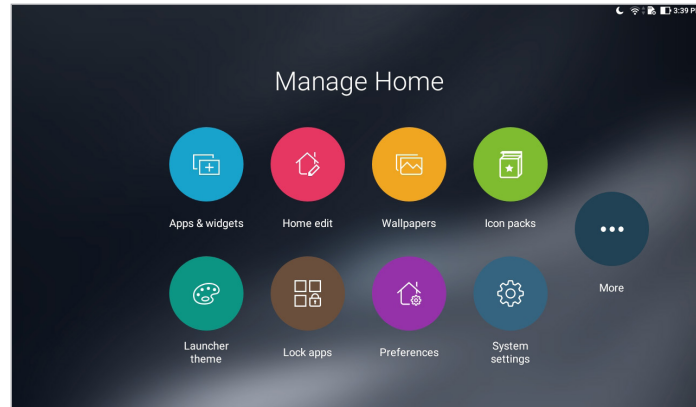 3:39 P
Manage Home
Apps & widgets
Home edit
Wallpapers
Icon packs
More
Launcher
theme
Lock apps
Preferences
System
settings